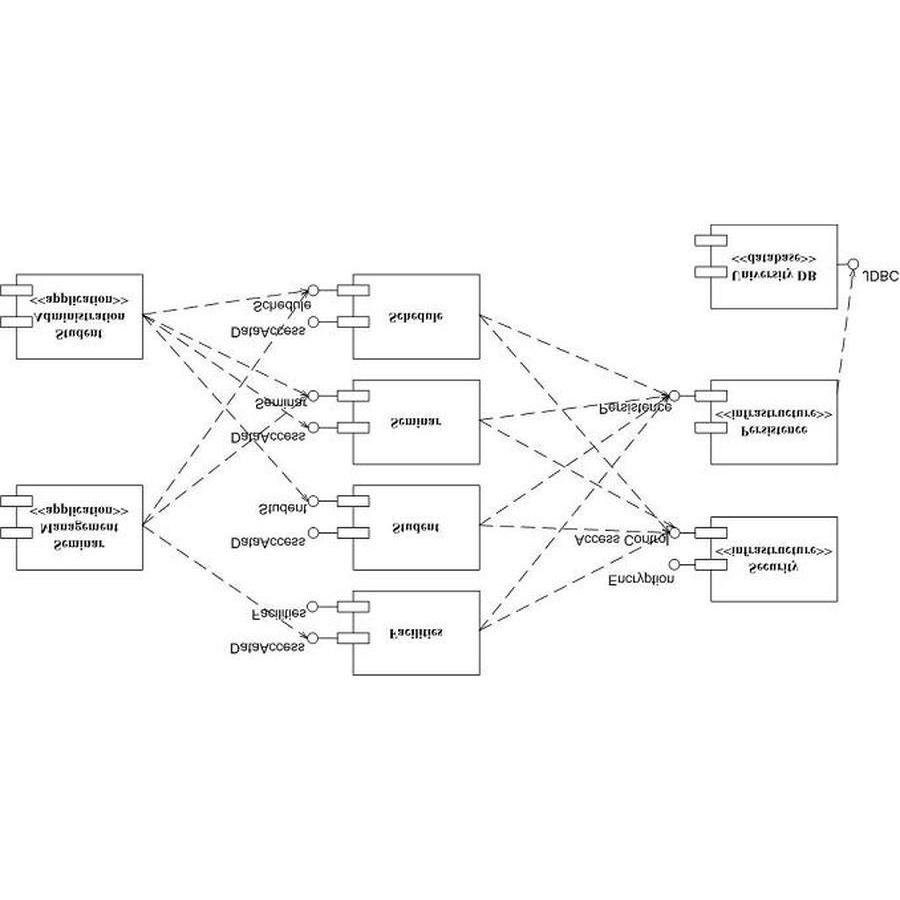 Seminar
Management
<<application>>
Student
Administration
<<application>>
DataAccess
Facilities
Facilities
DataAccess
Student
Student
DataAccess
Seminar
Seminar
DataAccess
Schedule
Schedule
Encryption
Access Control
Security
<<infrastructure>>
Persistence
Persistence
<<infrastructure>>
University DB
<<database>>
JDBC